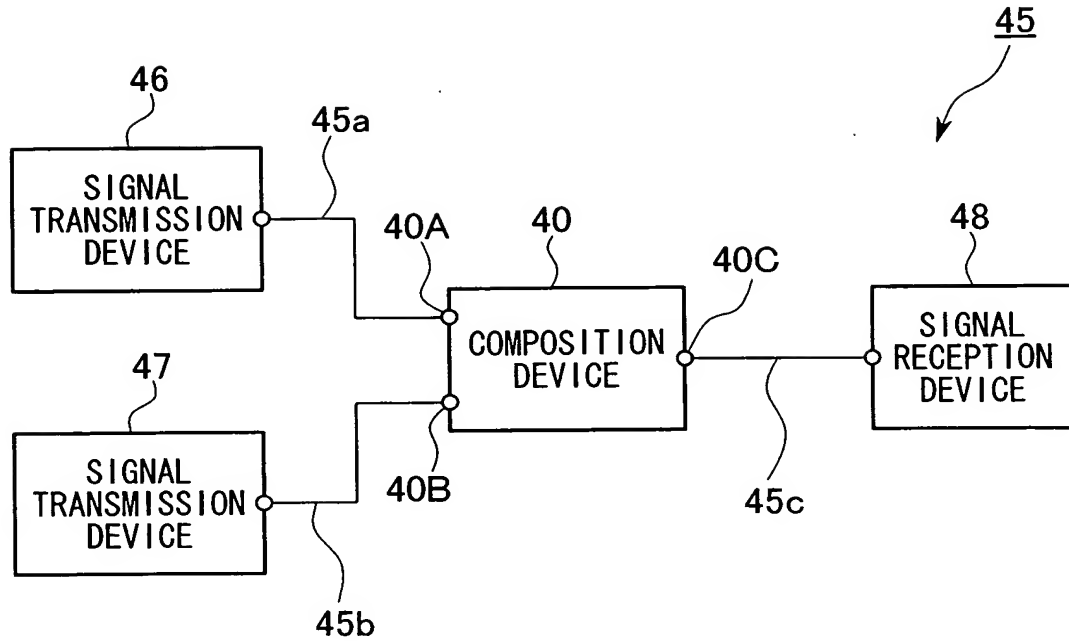 45
46
45a
SIGNAL
TRANSMISSION
DEVICE
40A
40
40C
48
COMPOSITION
DEVICE
SIGNAL
RECEPTION
DEVICE
47
SIGNAL
TRANSMISSION
DEVICE
40B
45c
45b